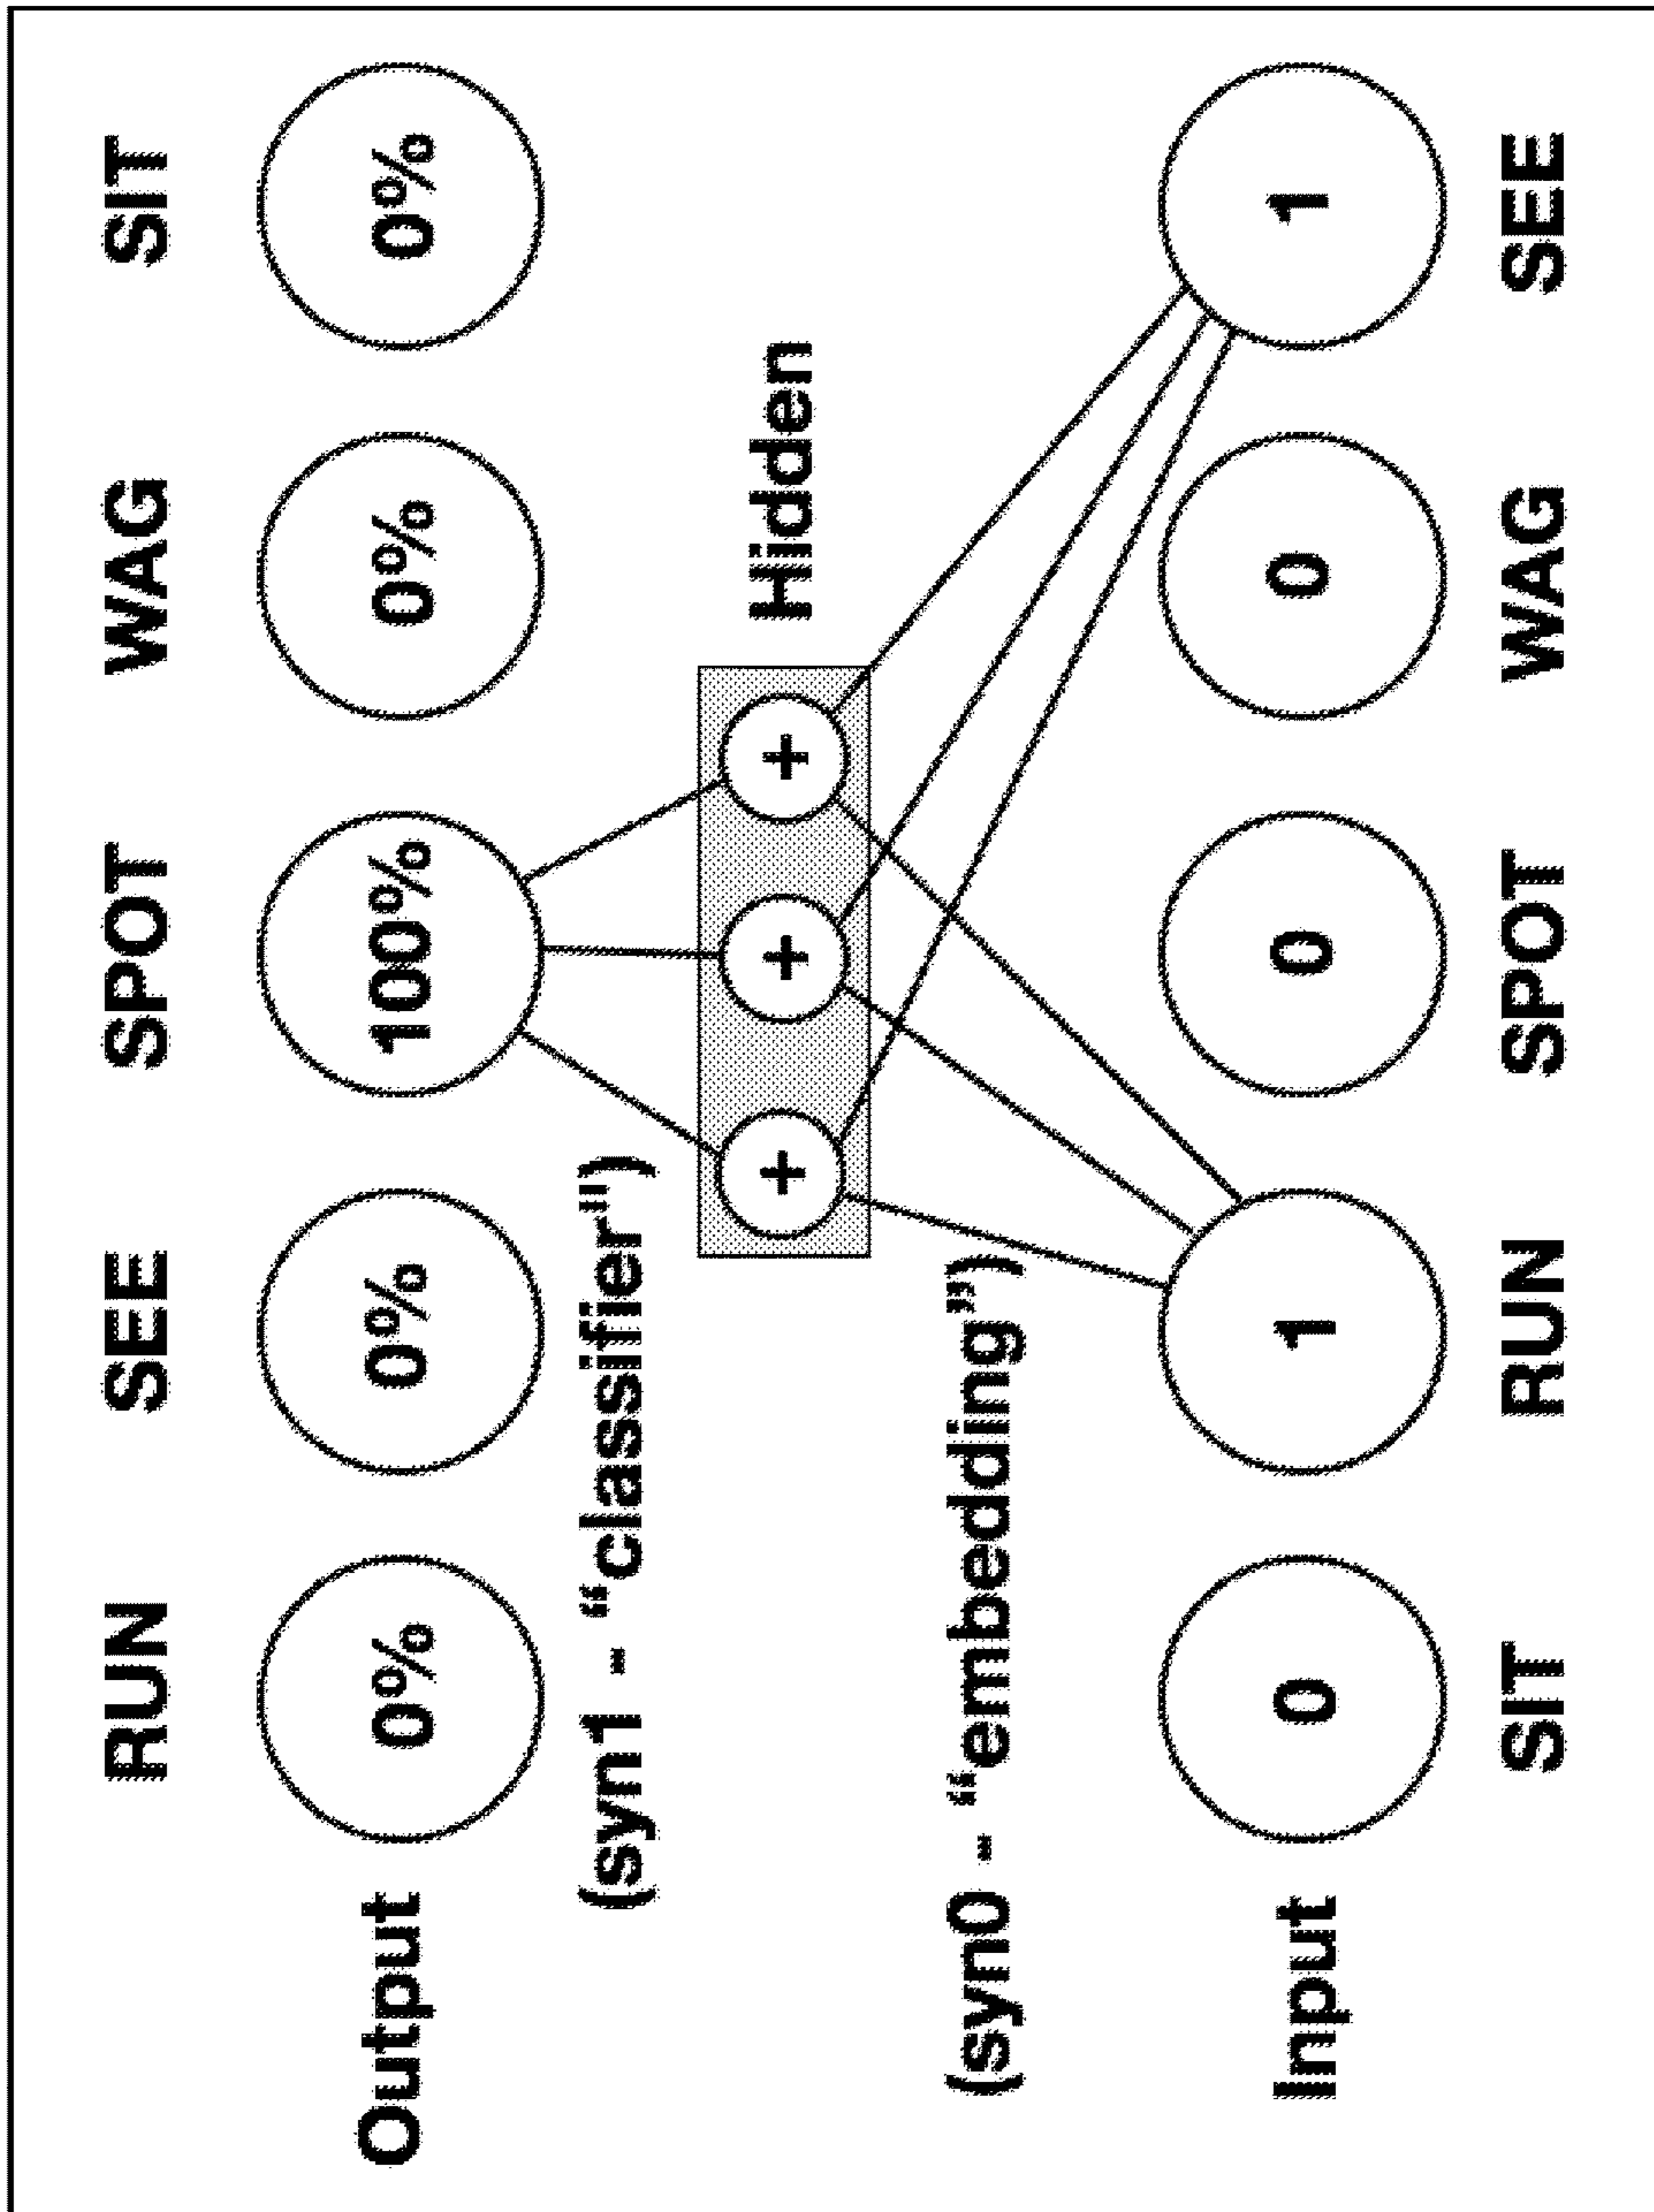 RUN SEE SPOT WAG SIT
Output 0% 0% 100% 0% 0%
(syn1 - “classifier")
+ + + Hidden
(syn0 - “embedding”)
Input 0 1 0 0 1
SIT RUN SPOT WAG SEE